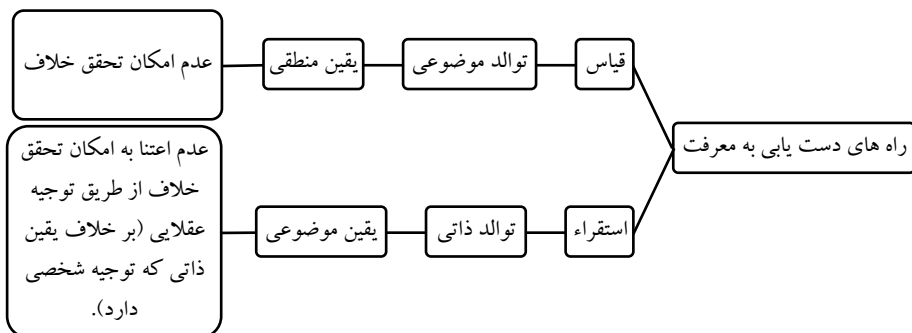 راه های دست یابی به معرفت
قیاس
توالد موضوعی
یقین منطقی
عدم امکان تحقق خلاف
استقراء
توالد ذاتی
یقین موضوعی
عدم اعتنا به امکان تحقق
خلاف از طریق توجیه
عقلایی (بر خلاف یقین
ذاتی که توجیه شخصی
دارد).